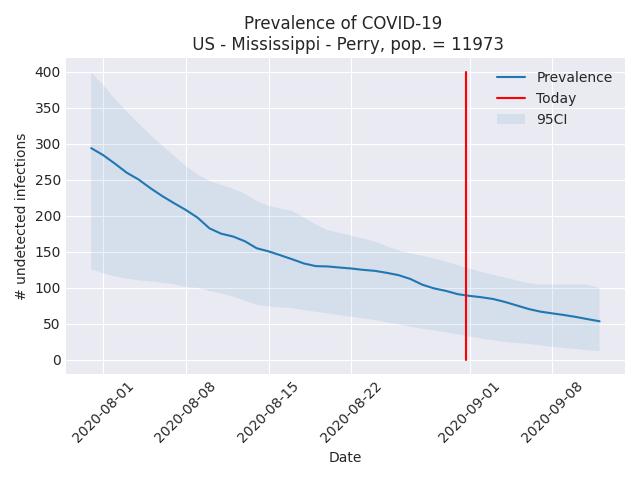 Prevalence of COVID-19
US - Mississippi - Perry, pop. = 11973
400
350
300
250
200
150
100
50
0
# undetected infections
Prevalence
Today
95CI
2020-08-01
2020-08-08
2020-08-15
2020-08-22
2020-09-01
2020-09-08
Date